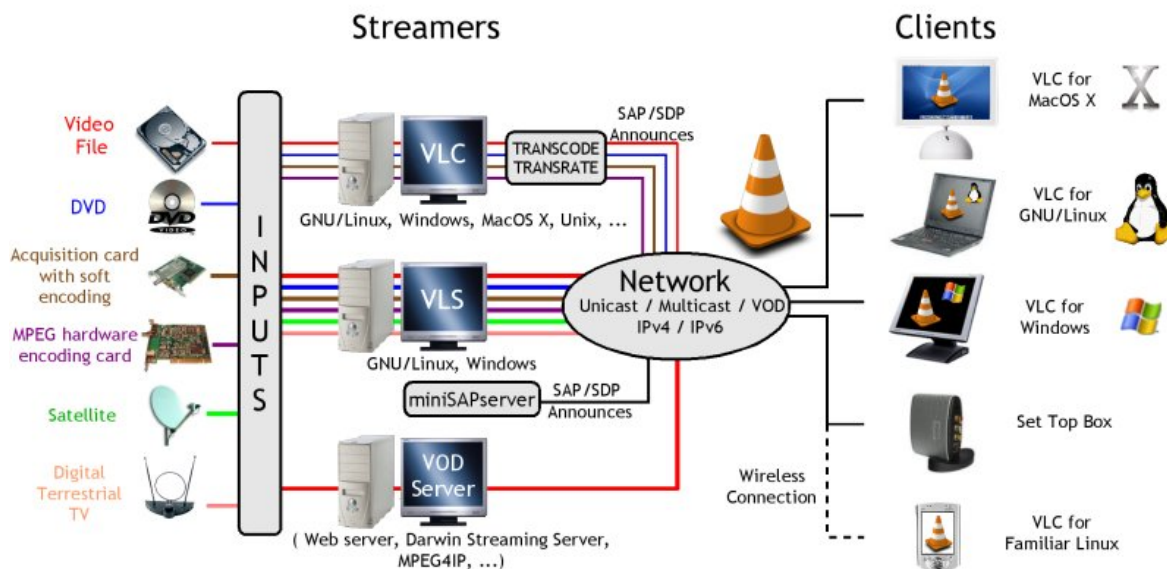 Streamers
Clients
Video
File
DVD
DVD
VIDEO
Acquisition card
with soft
encoding
MPEG hardware
encoding card
Satellite
Digital
Terrestrial
TV
INPUTS
VLC
TRANSCODE
TRANSRATE
SAP/SDP
Announces
GNU/Linux, Windows, MacOS X, Unix, ...
VLS
GNU/Linux, Windows
miniSAPserver
SAP/SDP
Announces
VOD
Server
( Web server, Darwin Streaming Server,
MPEG4IP, ...)
Network
Unicast / Multicast / VOD
IPv4 / IPv6
Wireless
Connection
VLC for
MacOS X
X
VLC for
GNU/Linux
VLC for
Windows
Set Top Box
VLC for
Familiar Linux